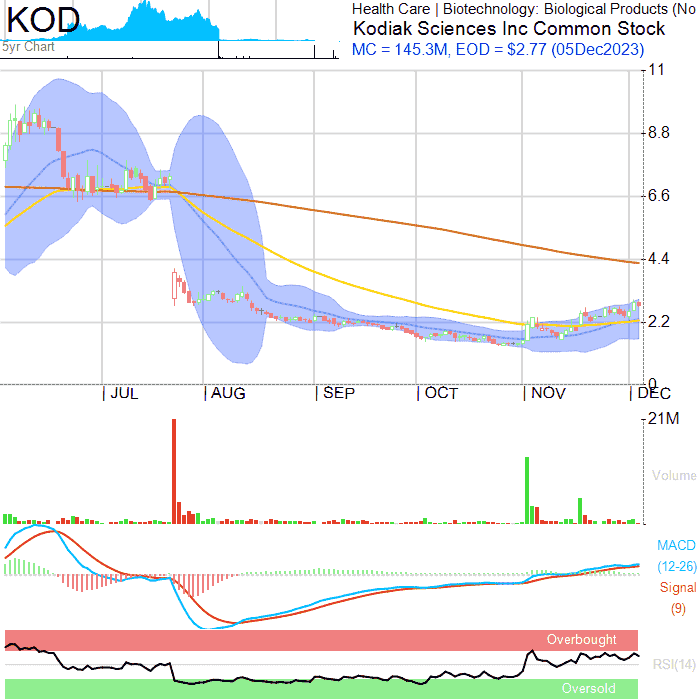 KOD
5yr Chart
Health Care | Biotechnology: Biological Products (No
Kodiak Sciences Inc Common Stock
MC = 145.3M, EOD = $2.77 (05Dec2023)
11
8.8
6.6
4.4
2.2
0
JUL AUG SEP OCT NOV DEC
21M
Volume
MACD
(12-26)
Signal
(9)
Overbought
RSI(14)
Oversold